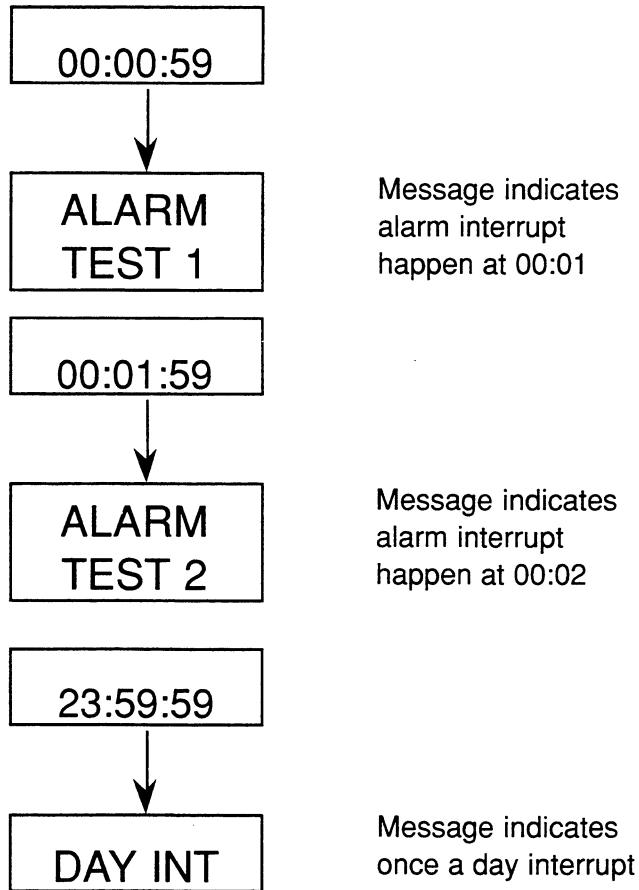 00:00:59
ALARM
TEST 1
Message indicates
alarm interrupt
happen at 00:01
00:01:59
ALARM
TEST 2
Message indicates
alarm interrupt
happen at 00:02
23:59:59
DAY INT
Message indicates
once a day interrupt